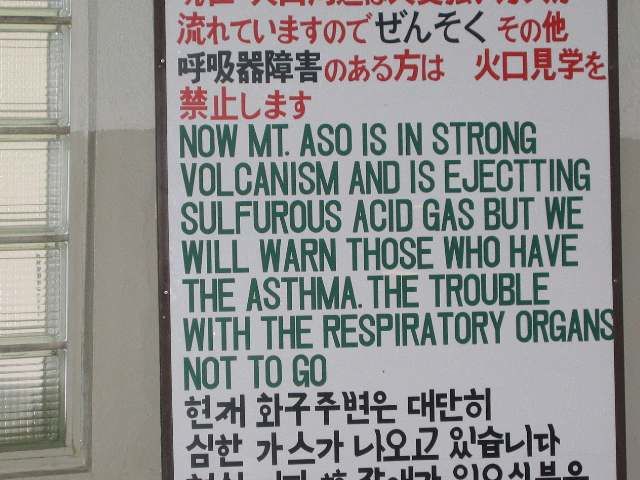 流れていますので ぜんそく その他
呼吸器障害のある方は 火口見学を
禁止します
NOW MT. ASO IS IN STRONG
VOLCANISM AND IS EJECTTING
SULFUROUS ACID GAS BUT WE
WILL WARN THOSE WHO HAVE
THE ASTHMA. THE TROUBLE
WITH THE RESPIRATORY ORGANS
NOT TO GO
현재 화구주변은 대단히
심한 가스가 나오고 있습니다